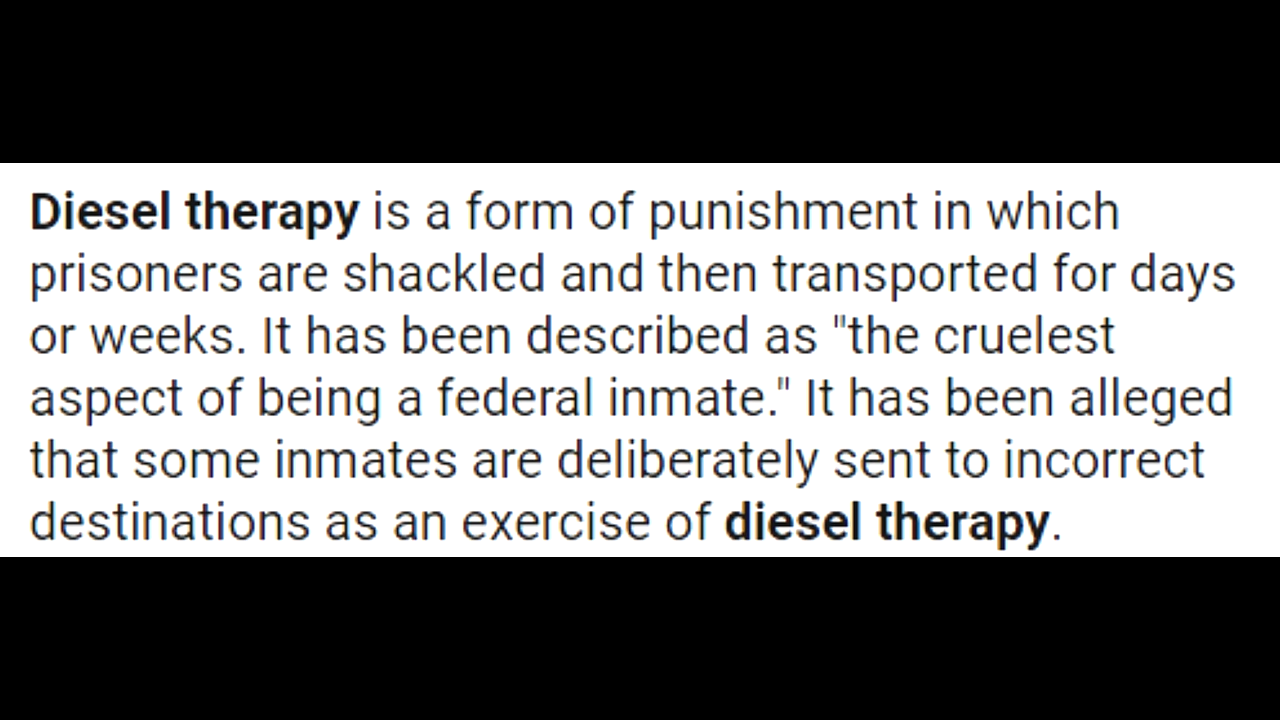 Diesel therapy is a form of punishment in which
prisoners are shackled and then transported for days
or weeks. It has been described as "the cruelest
aspect of being a federal inmate." It has been alleged
that some inmates are deliberately sent to incorrect
destinations as an exercise of diesel therapy.